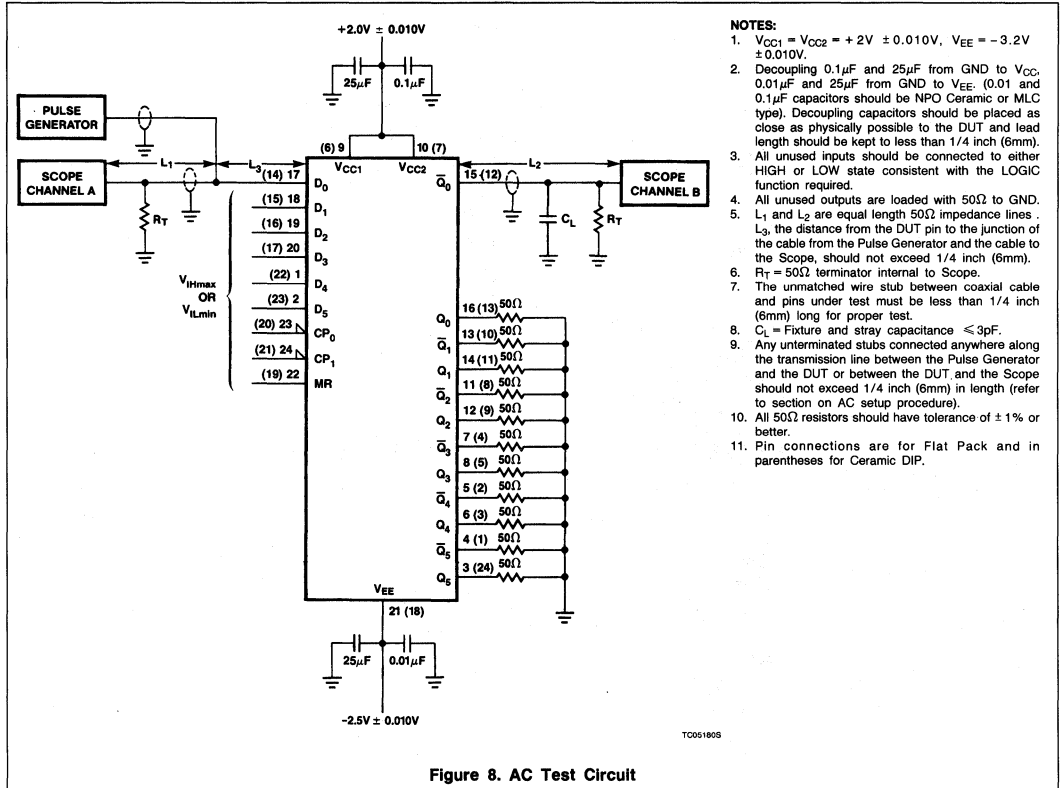 +2.0V ± 0.010V
25μF
0.1μF
PULSE
GENERATOR
(6) 9
10 (7)
L1
L3
L2
SCOPE
CHANNEL A
(14) 17
VCC1
VCC2
15 (12)
SCOPE
CHANNEL B
D0
Q̅0
RT
CL
RT
(15) 18
D1
(16) 19
D2
(17) 20
D3
(22) 1
D4
(23) 2
D5
(20) 23
CP0
(21) 24
CP1
(19) 22
MR
VIHmax
OR
VILmin
Q0
16 (13) 50Ω
Q̅1
13 (10) 50Ω
Q1
14 (11) 50Ω
Q̅2
11 (8) 50Ω
Q2
12 (9) 50Ω
Q̅3
7 (4) 50Ω
Q3
8 (5) 50Ω
Q̅4
5 (2) 50Ω
Q4
6 (3) 50Ω
Q̅5
4 (1) 50Ω
Q5
3 (24) 50Ω
VEE
21 (18)
25μF
0.01μF
−2.5V ± 0.010V
TC05180S
NOTES:
1. VCC1 = VCC2 = + 2V ± 0.010V, VEE = − 3.2V
± 0.010V.
2. Decoupling 0.1μF and 25μF from GND to VCC,
0.01μF and 25μF from GND to VEE. (0.01 and
0.1μF capacitors should be NPO Ceramic or MLC
type). Decoupling capacitors should be placed as
close as physically possible to the DUT and lead
length should be kept to less than 1/4 inch (6mm).
3. All unused inputs should be connected to either
HIGH or LOW state consistent with the LOGIC
function required.
4. All unused outputs are loaded with 50Ω to GND.
5. L1 and L2 are equal length 50Ω impedance lines .
L3, the distance from the DUT pin to the junction of
the cable from the Pulse Generator and the cable to
the Scope, should not exceed 1/4 inch (6mm).
6. RT = 50Ω terminator internal to Scope.
7. The unmatched wire stub between coaxial cable
and pins under test must be less than 1/4 inch
(6mm) long for proper test.
8. CL = Fixture and stray capacitance ⩽ 3pF.
9. Any unterminated stubs connected anywhere along
the transmission line between the Pulse Generator
and the DUT or between the DUT and the Scope
should not exceed 1/4 inch (6mm) in length (refer
to section on AC setup procedure).
10. All 50Ω resistors should have tolerance of ± 1% or
better.
11. Pin connections are for Flat Pack and in
parentheses for Ceramic DIP.
Figure 8. AC Test Circuit